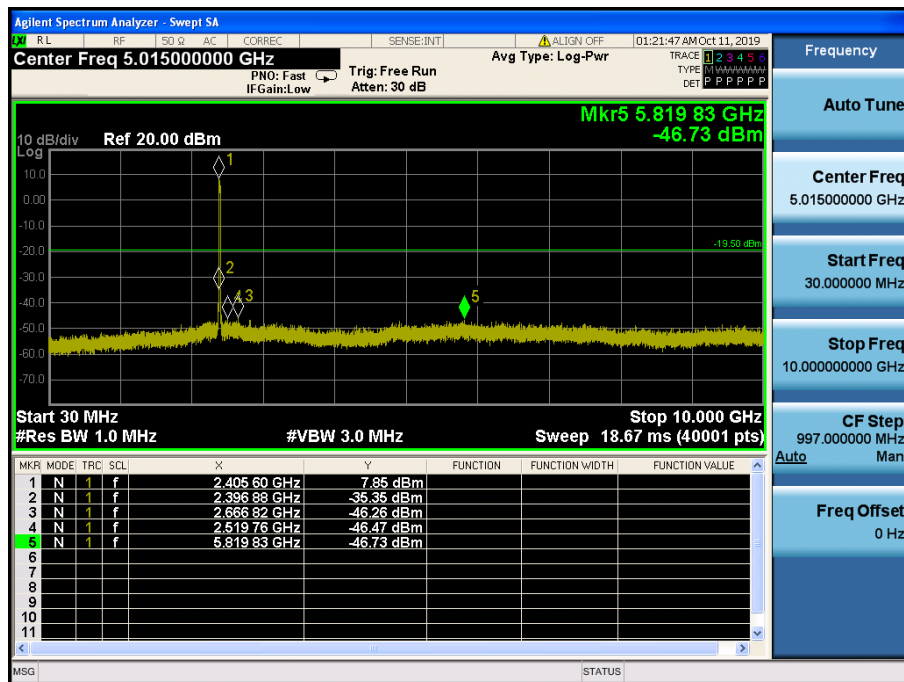 Agilent Spectrum Analyzer - Swept SA
LXI RL RF 50 Ω AC CORREC SENSE:INT ALIGN OFF 01:21:47 AM Oct 11, 2019
Center Freq 5.015000000 GHz
PNO: Fast
IFGain:Low
Trig: Free Run
Atten: 30 dB
Avg Type: Log-Pwr
TRACE 1 2 3 4 5 6
TYPE M WWWWW
DET P P P P P P
Mkr5 5.819 83 GHz
-46.73 dBm
10 dB/div Ref 20.00 dBm
Log
10.0
0.00
-10.0
-20.0
-30.0
-40.0
-50.0
-60.0
-70.0
1
-19.50 dBm
2
4 3
5
Start 30 MHz Stop 10.000 GHz
#Res BW 1.0 MHz #VBW 3.0 MHz Sweep 18.67 ms (40001 pts)
MKR MODE TRC SCL X Y FUNCTION FUNCTION WIDTH FUNCTION VALUE
1 N 1 f 2.405 60 GHz 7.85 dBm
2 N 1 f 2.396 88 GHz -35.35 dBm
3 N 1 f 2.666 82 GHz -46.26 dBm
4 N 1 f 2.519 76 GHz -46.47 dBm
5 N 1 f 5.819 83 GHz -46.73 dBm
6
7
8
9
10
11
MSG STATUS
Frequency
Auto Tune
Center Freq
5.015000000 GHz
Start Freq
30.000000 MHz
Stop Freq
10.000000000 GHz
CF Step
997.000000 MHz
Auto Man
Freq Offset
0 Hz